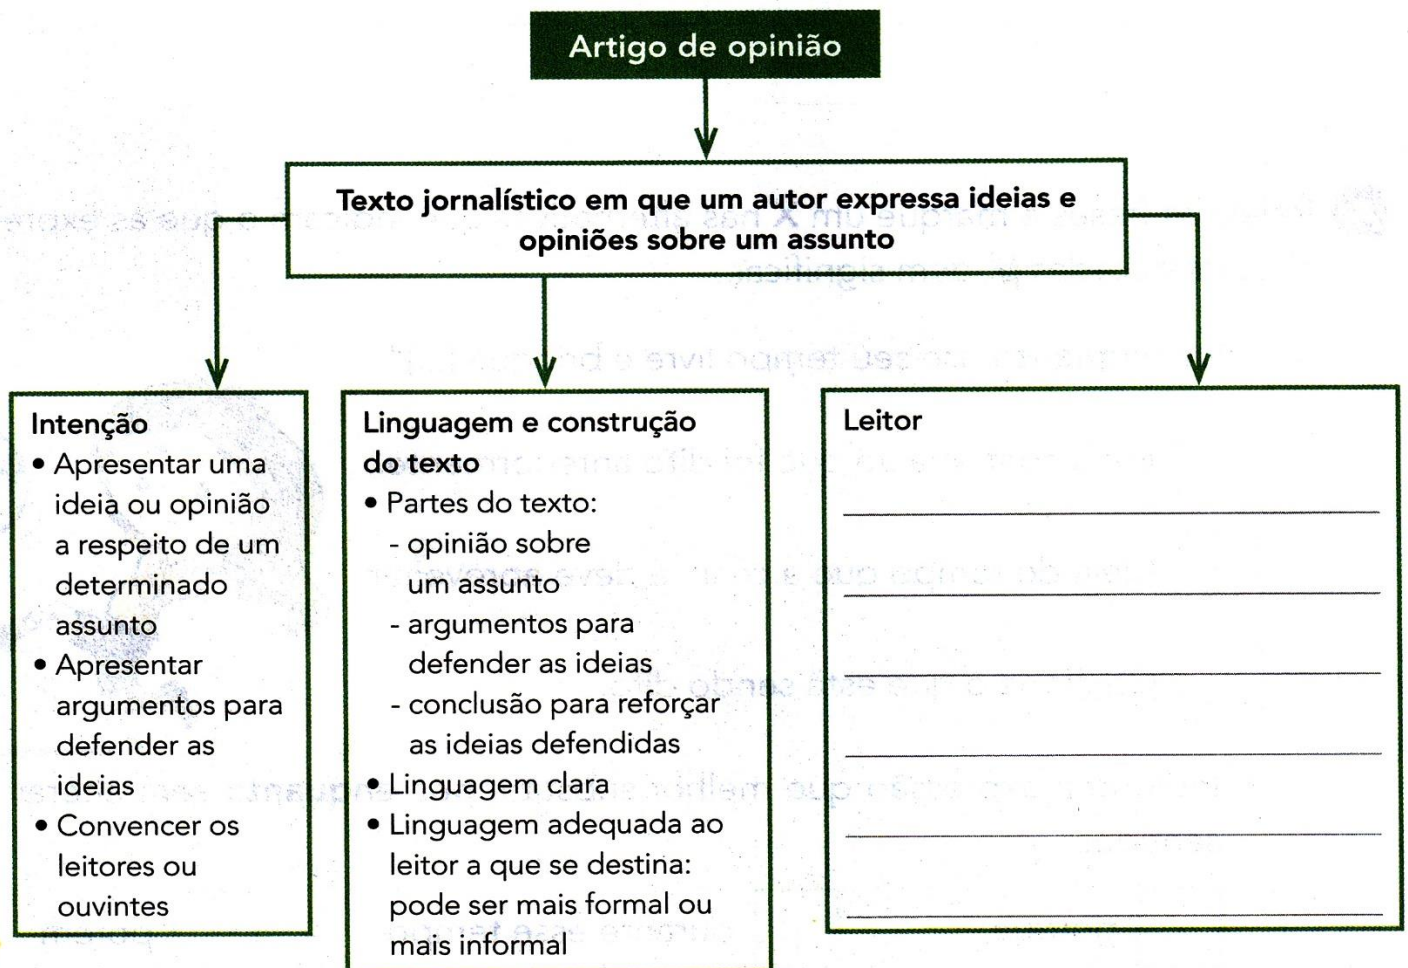 Artigo de opinião
Texto jornalístico em que um autor expressa ideias e
opiniões sobre um assunto
Intenção
• Apresentar uma
ideia ou opinião
a respeito de um
determinado
assunto
• Apresentar
argumentos para
defender as
ideias
• Convencer os
leitores ou
ouvintes
Linguagem e construção
do texto
• Partes do texto:
- opinião sobre
um assunto
- argumentos para
defender as ideias
- conclusão para reforçar
as ideias defendidas
• Linguagem clara
• Linguagem adequada ao
leitor a que se destina:
pode ser mais formal ou
mais informal
Leitor